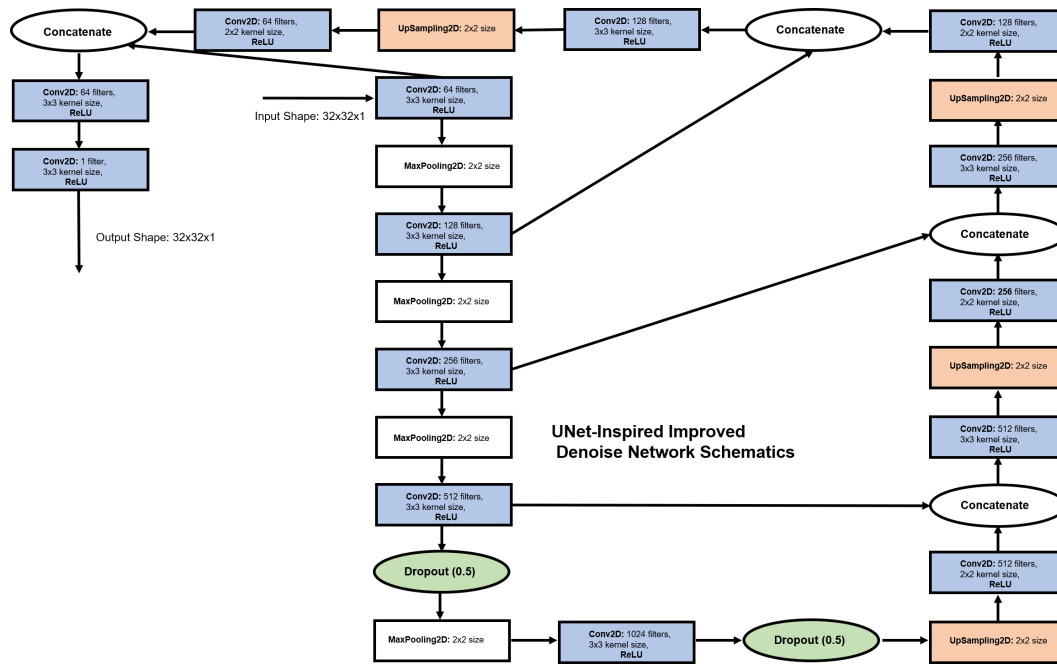 Concatenate
Conv2D: 64 filters,
2x2 kernel size,
ReLU
UpSampling2D: 2x2 size
Conv2D: 128 filters,
3x3 kernel size,
ReLU
Concatenate
Conv2D: 128 filters,
2x2 kernel size,
ReLU
Conv2D: 64 filters,
3x3 kernel size,
ReLU
Conv2D: 1 filter,
3x3 kernel size,
ReLU
Output Shape: 32x32x1
Input Shape: 32x32x1
Conv2D: 64 filters,
3x3 kernel size,
ReLU
MaxPooling2D: 2x2 size
Conv2D: 128 filters,
3x3 kernel size,
ReLU
MaxPooling2D: 2x2 size
Conv2D: 256 filters,
3x3 kernel size,
ReLU
MaxPooling2D: 2x2 size
Conv2D: 512 filters,
3x3 kernel size,
ReLU
Dropout (0.5)
MaxPooling2D: 2x2 size
Conv2D: 1024 filters,
3x3 kernel size,
ReLU
Dropout (0.5)
UNet-Inspired Improved
Denoise Network Schematics
UpSampling2D: 2x2 size
Conv2D: 256 filters,
3x3 kernel size,
ReLU
Concatenate
Conv2D: 256 filters,
2x2 kernel size,
ReLU
UpSampling2D: 2x2 size
Conv2D: 512 filters,
3x3 kernel size,
ReLU
Concatenate
Conv2D: 512 filters,
2x2 kernel size,
ReLU
UpSampling2D: 2x2 size